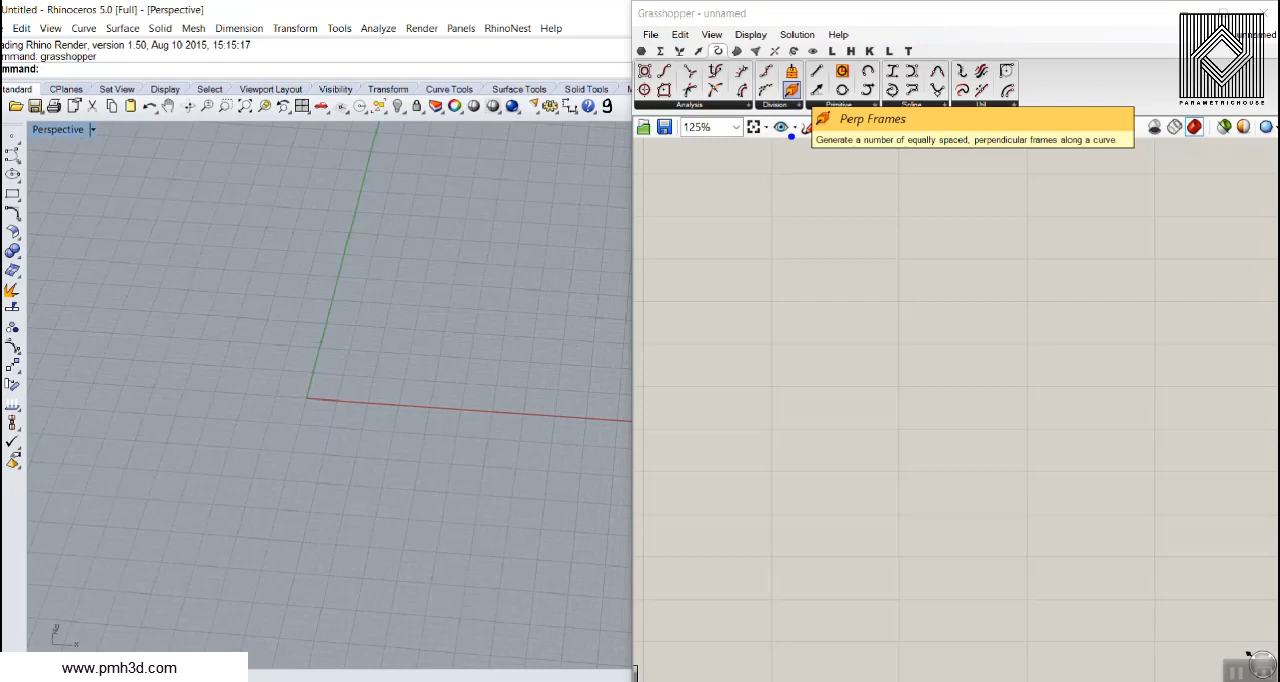 Untitled - Rhinoceros 5.0 [Full] - [Perspective]
Edit View Curve Surface Solid Mesh Dimension Transform Tools Analyze Render Panels RhinoNest Help
ading Rhino Render, version 1.50, Aug 10 2015, 15:15:17
mmand: grasshopper
mmand:
tandard CPlanes Set View Display Select Viewport Layout Visibility Transform Curve Tools Surface Tools Solid Tools
Perspective
x
www.pmh3d.com
Grasshopper - unnamed
File Edit View Display Solution Help
unnamed
L H K L T
Analysis Division Primitive Spline Util
PARAMETRICHOUSE
125%
Perp Frames
Generate a number of equally spaced, perpendicular frames along a curve.